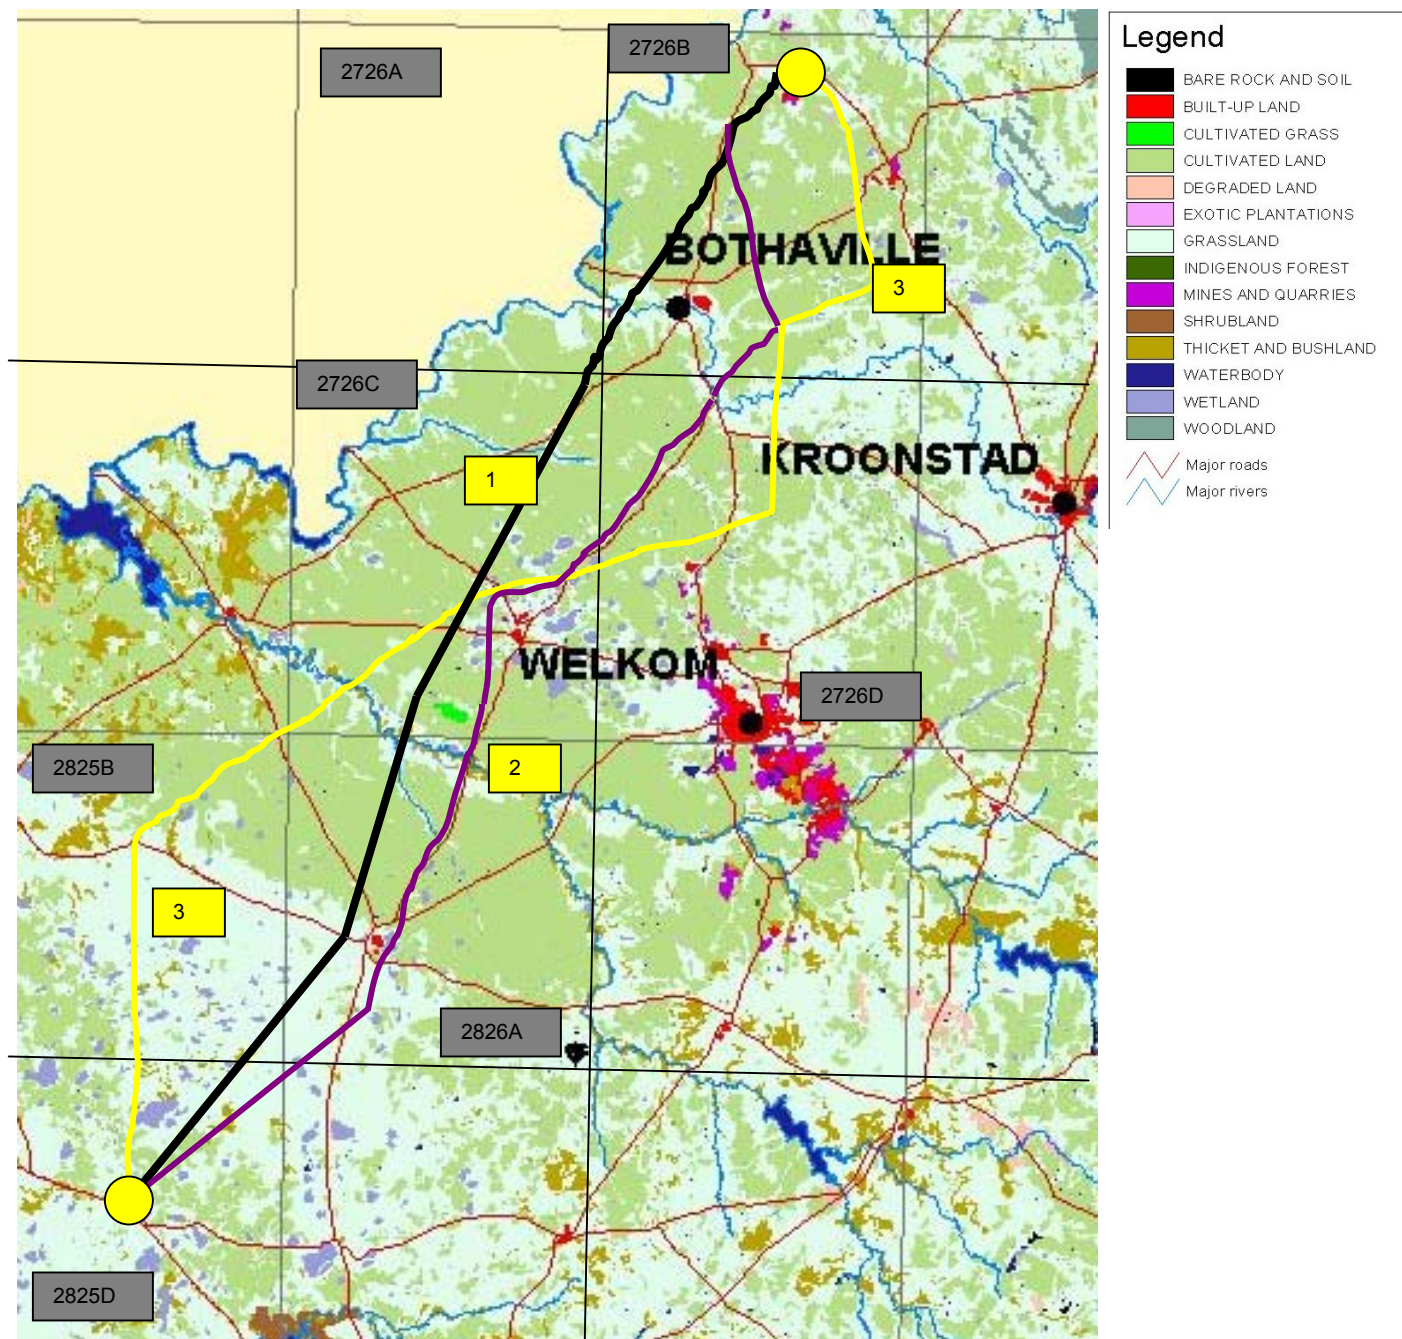 2726A
2726B
Legend
BARE ROCK AND SOIL
BUILT-UP LAND
CULTIVATED GRASS
CULTIVATED LAND
DEGRADED LAND
EXOTIC PLANTATIONS
GRASSLAND
INDIGENOUS FOREST
MINES AND QUARRIES
SHRUBLAND
THICKET AND BUSHLAND
WATERBODY
WETLAND
WOODLAND
Major roads
Major rivers
BOTHAVILLE
3
2726C
KROONSTAD
1
WELKOM
2726D
2825B
2
3
2826A
2825D